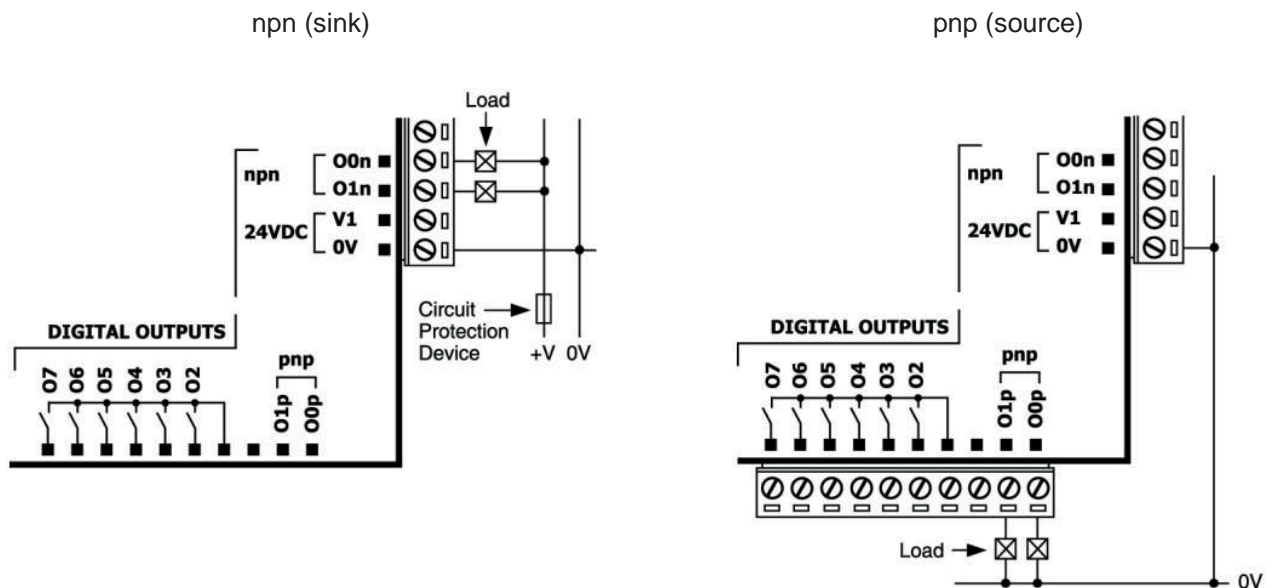 npn (sink)
Load
npn
O0n
O1n
24VDC
V1
0V
Circuit
Protection
Device
+V 0V
DIGITAL OUTPUTS
pnp
O7 O6 O5 O4 O3 O2 O1p O0p
pnp (source)
npn
O0n
O1n
24VDC
V1
0V
DIGITAL OUTPUTS
pnp
O7 O6 O5 O4 O3 O2 O1p O0p
Load
0V